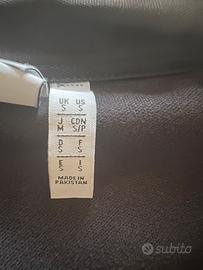 UK US
S S
J CDN
M S/P
D F
S S
E I
S S
MADE IN
PAKISTAN
subito